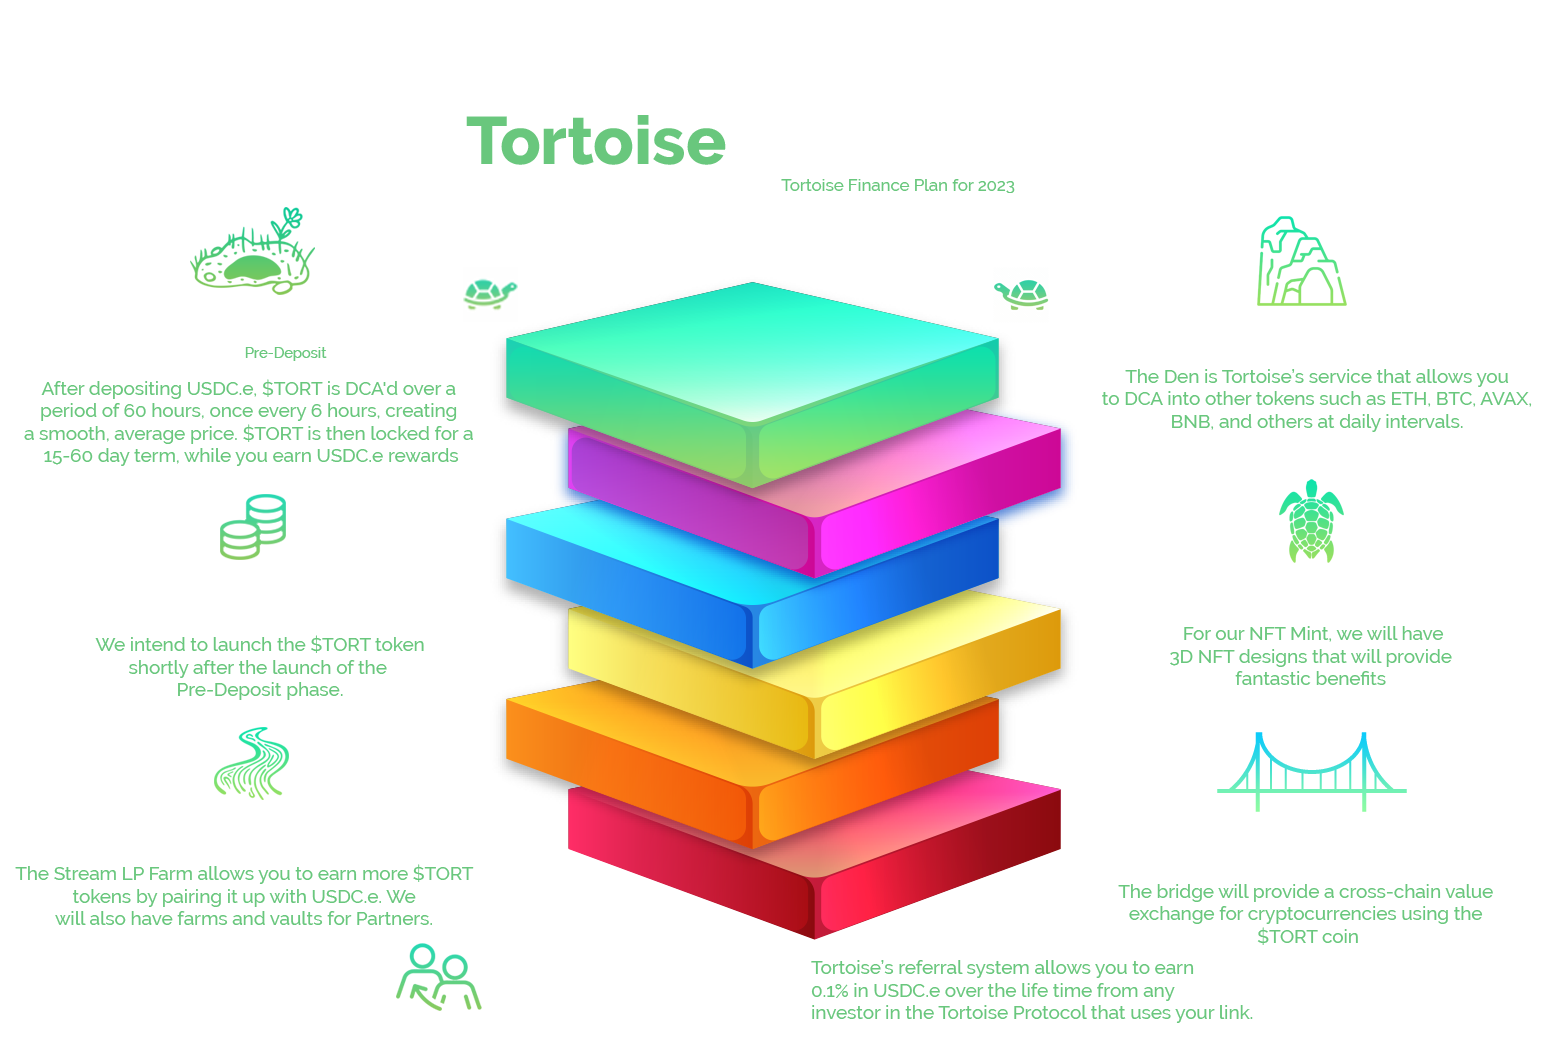 Tortoise
Tortoise Finance Plan for 2023
Pre-Deposit
After depositing USDC.e, $TORT is DCA'd over a
period of 60 hours, once every 6 hours, creating
a smooth, average price. $TORT is then locked for a
15-60 day term, while you earn USDC.e rewards
We intend to launch the $TORT token
shortly after the launch of the
Pre-Deposit phase.
The Stream LP Farm allows you to earn more $TORT
tokens by pairing it up with USDC.e. We
will also have farms and vaults for Partners.
The Den is Tortoise's service that allows you
to DCA into other tokens such as ETH, BTC, AVAX,
BNB, and others at daily intervals.
For our NFT Mint, we will have
3D NFT designs that will provide
fantastic benefits
The bridge will provide a cross-chain value
exchange for cryptocurrencies using the
$TORT coin
Tortoise's referral system allows you to earn
0.1% in USDC.e over the life time from any
investor in the Tortoise Protocol that uses your link.